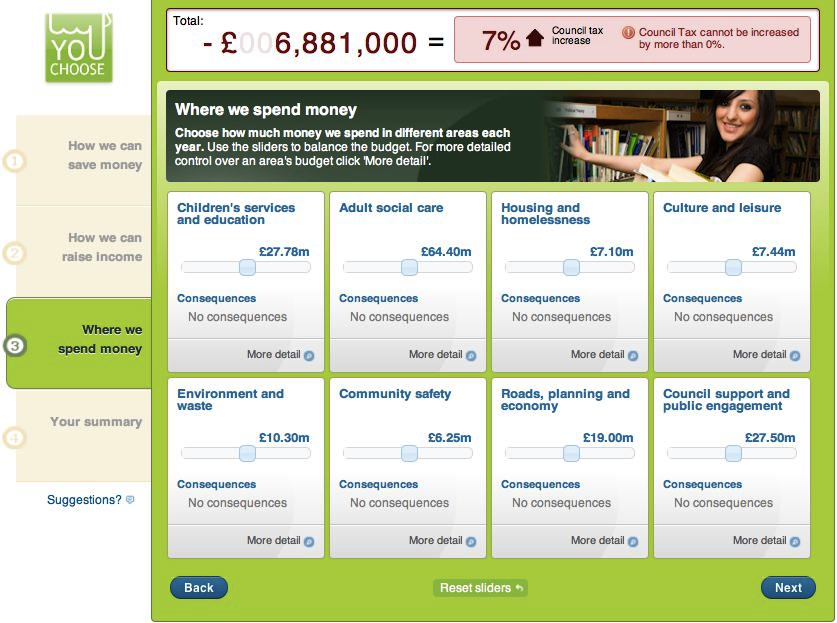 YOU
CHOOSE
Total:
- £006,881,000 = 7% Council tax
increase
Council Tax cannot be increased
by more than 0%.
Where we spend money
Choose how much money we spend in different areas each
year. Use the sliders to balance the budget. For more detailed
control over an area's budget click 'More detail'.
1 How we can
save money
2 How we can
raise income
3 Where we
spend money
4 Your summary
Suggestions?
Children's services
and education
£27.78m
Consequences
No consequences
More detail
Adult social care
£64.40m
Consequences
No consequences
More detail
Housing and
homelessness
£7.10m
Consequences
No consequences
More detail
Culture and leisure
£7.44m
Consequences
No consequences
More detail
Environment and
waste
£10.30m
Consequences
No consequences
More detail
Community safety
£6.25m
Consequences
No consequences
More detail
Roads, planning and
economy
£19.00m
Consequences
No consequences
More detail
Council support and
public engagement
£27.50m
Consequences
No consequences
More detail
Back
Reset sliders
Next